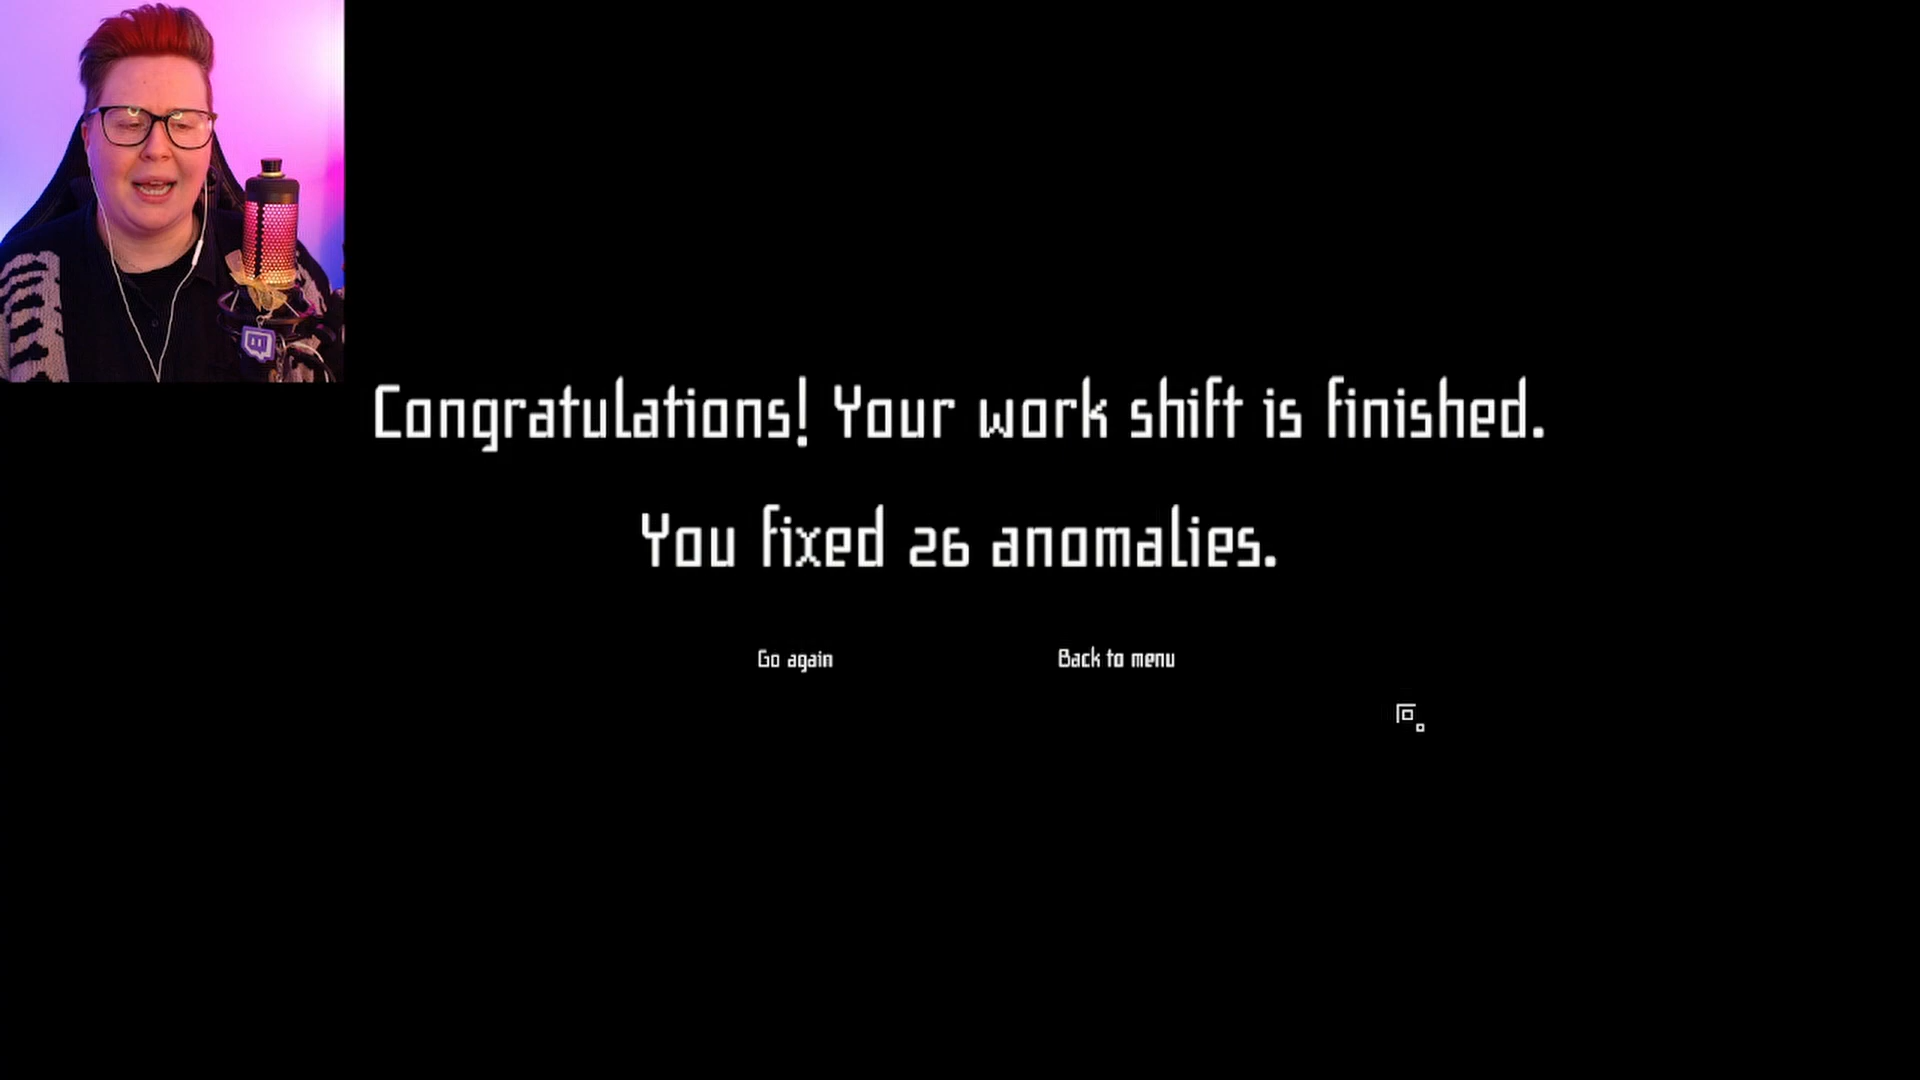 Congratulations! Your work shift is finished.
You fixed 26 anomalies.
Go again
Back to menu